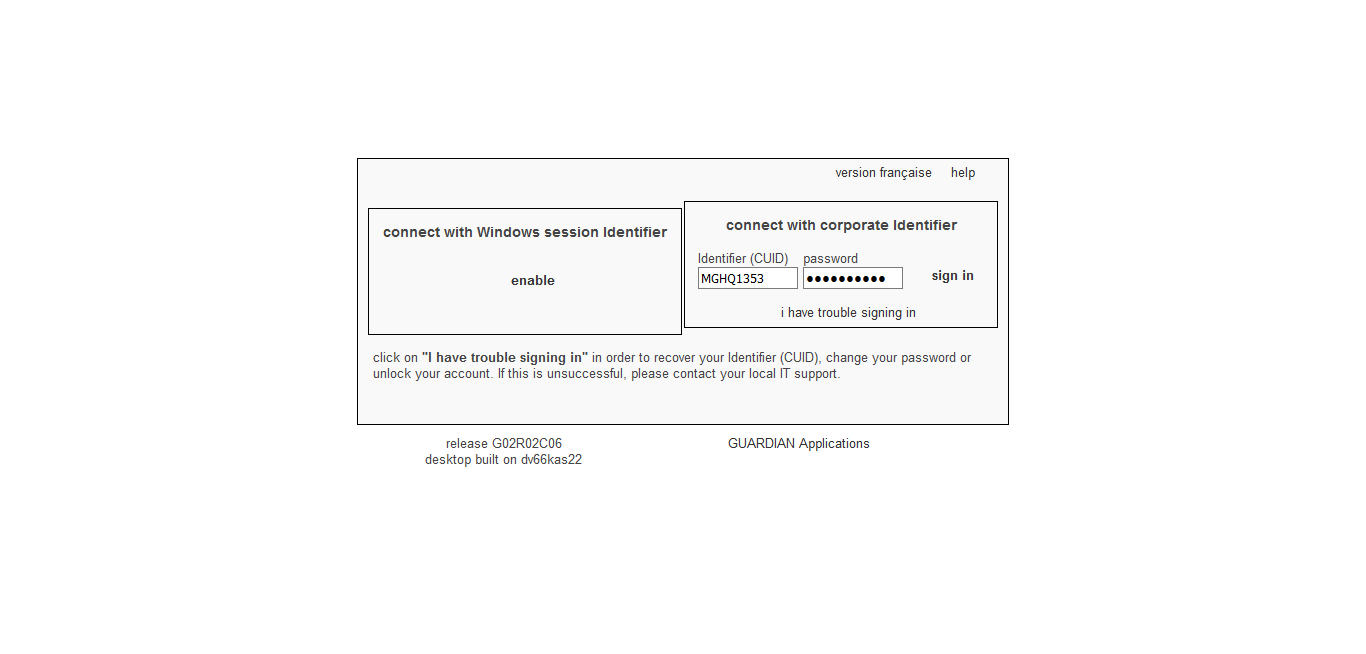 version française help
connect with Windows session Identifier
enable
connect with corporate Identifier
Identifier (CUID) password
MGHQ1353 ●●●●●●●●●● sign in
i have trouble signing in
click on "I have trouble signing in" in order to recover your Identifier (CUID), change your password or
unlock your account. If this is unsuccessful, please contact your local IT support.
release G02R02C06
desktop built on dv66kas22
GUARDIAN Applications